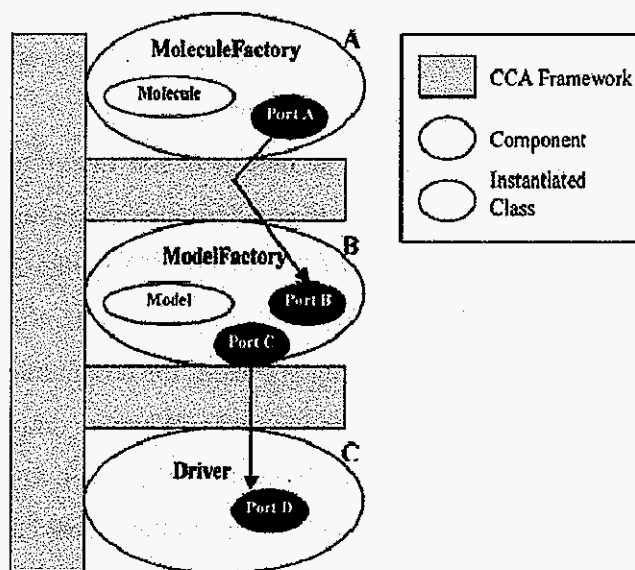 A
MoleculeFactory
Molecule
Port A
B
ModelFactory
Model
Port B
Port C
C
Driver
Port D
CCA Framework
Component
Instantiated
Class